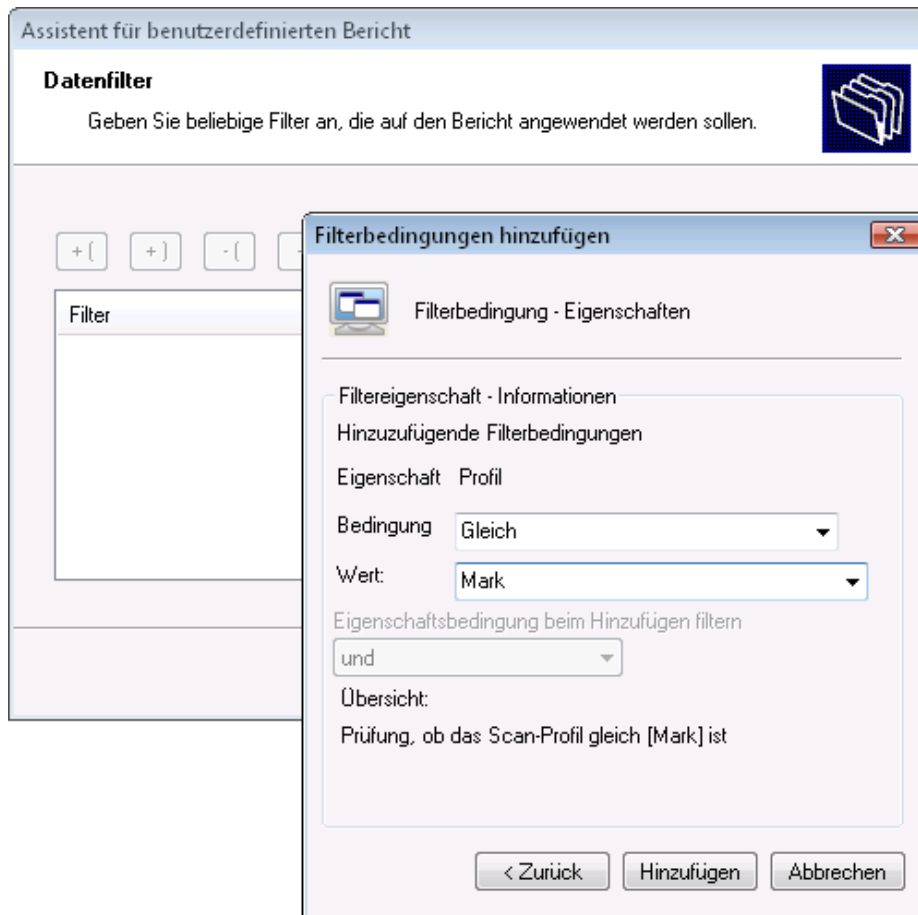 Assistent für benutzerdefinierten Bericht
Datenfilter
Geben Sie beliebige Filter an, die auf den Bericht angewendet werden sollen.
+ ( + ) - (
Filter
Filterbedingungen hinzufügen
Filterbedingung - Eigenschaften
Filtereigenschaft - Informationen
Hinzuzufügende Filterbedingungen
Eigenschaft Profil
Bedingung Gleich
Wert: Mark
Eigenschaftsbedingung beim Hinzufügen filtern
und
Übersicht:
Prüfung, ob das Scan-Profil gleich [Mark] ist
< Zurück Hinzufügen Abbrechen